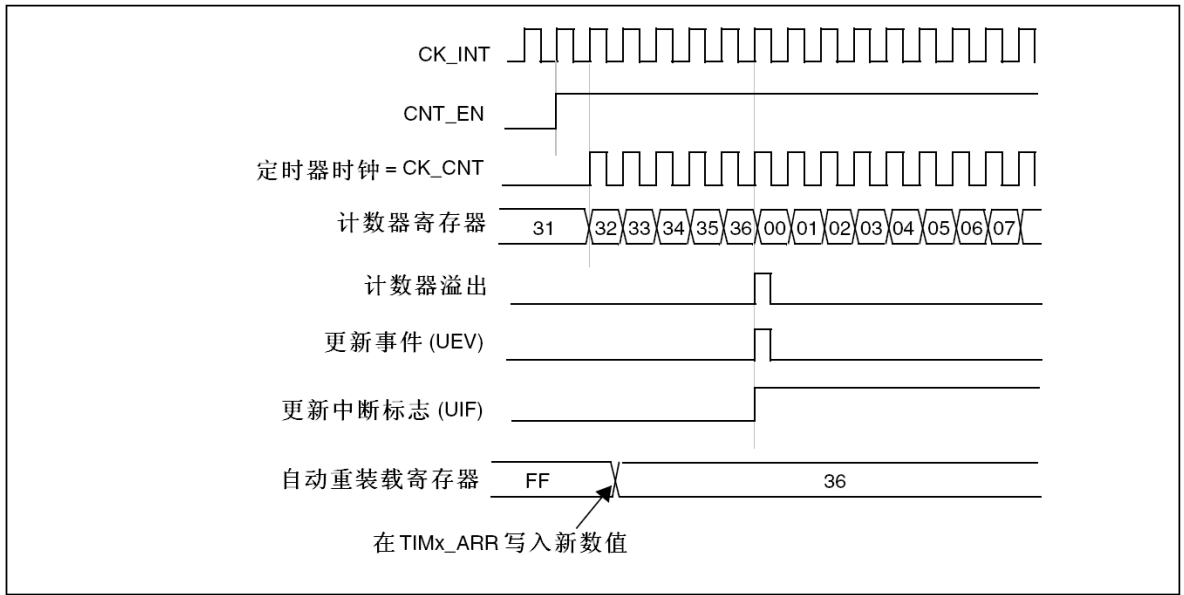 CK_INT
CNT_EN
定时器时钟 = CK_CNT
计数器寄存器 31 32 33 34 35 36 00 01 02 03 04 05 06 07
计数器溢出
更新事件 (UEV)
更新中断标志 (UIF)
自动重装载寄存器 FF 36
在 TIMx_ARR 写入新数值